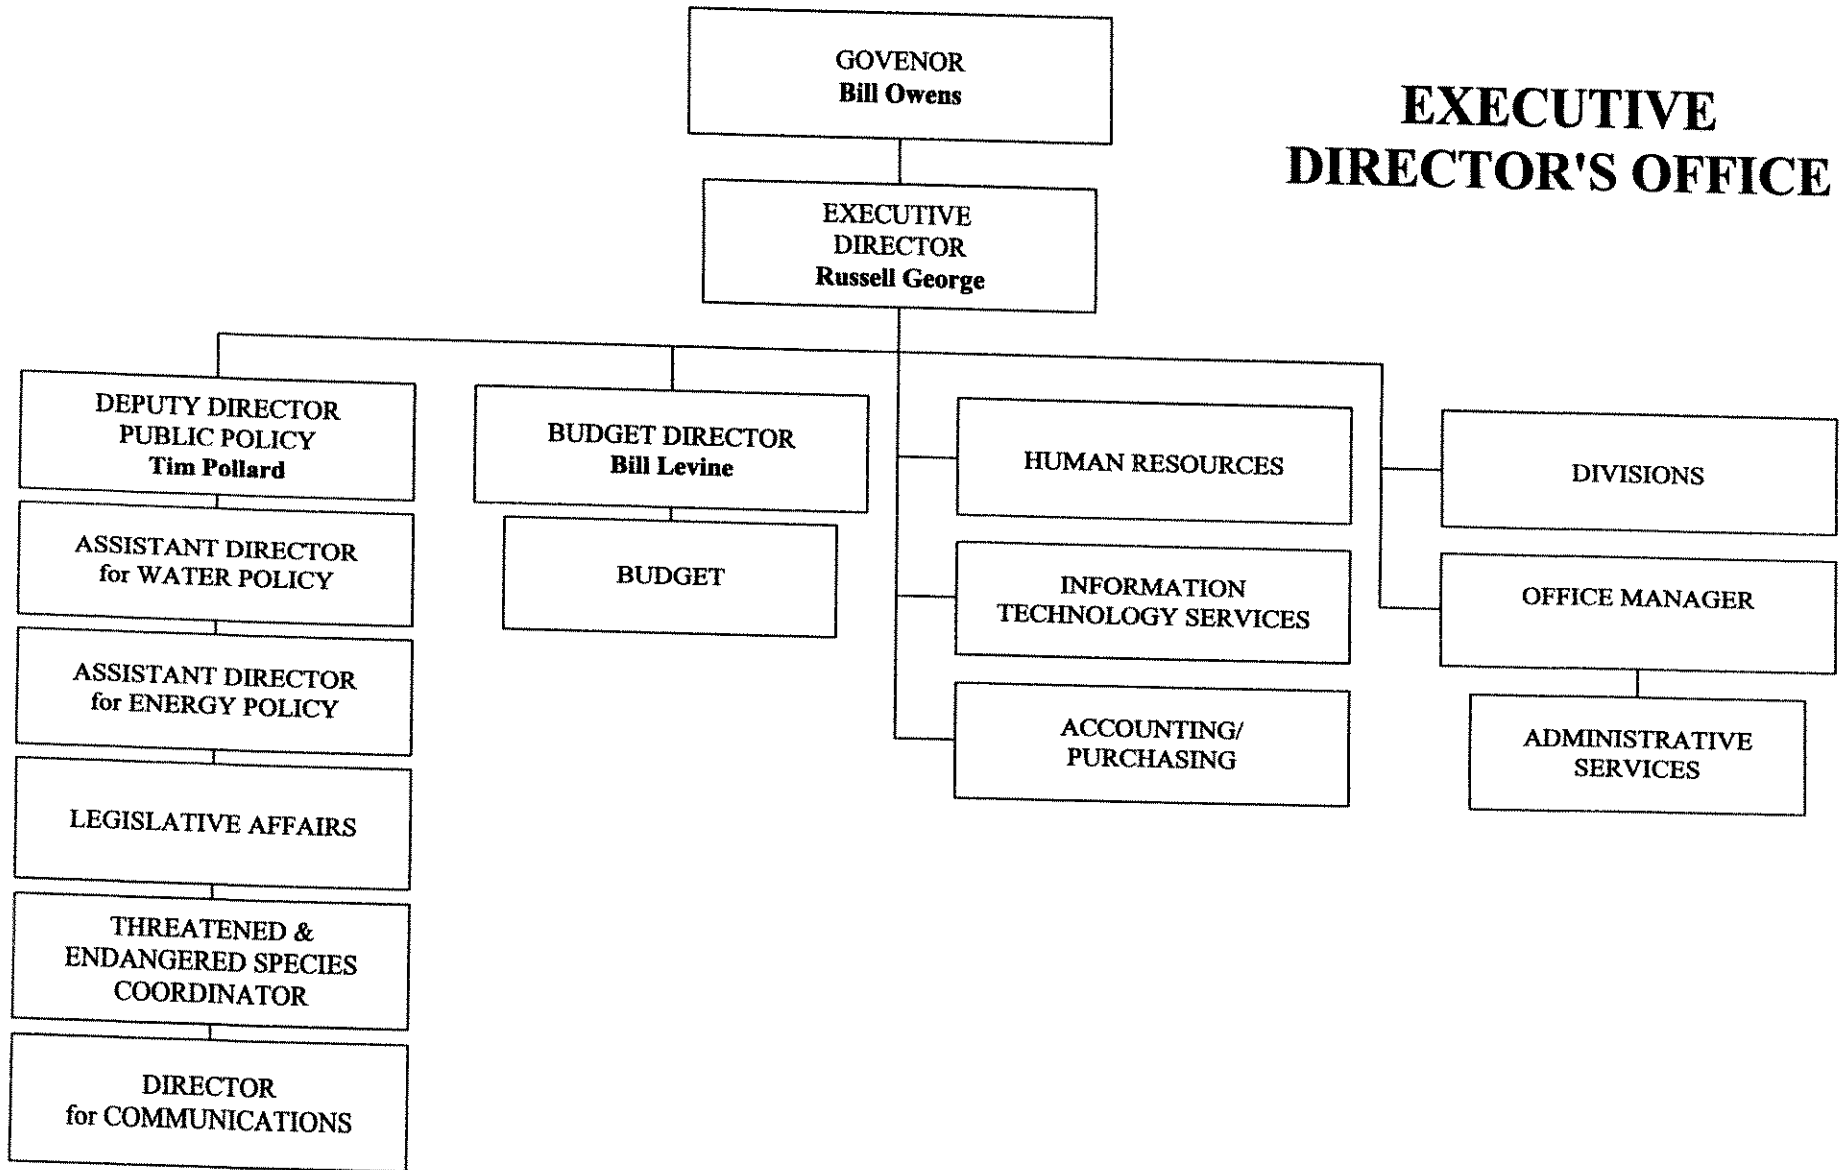 GOVENOR
Bill Owens
EXECUTIVE
DIRECTOR'S OFFICE
EXECUTIVE
DIRECTOR
Russell George
DEPUTY DIRECTOR
PUBLIC POLICY
Tim Pollard
ASSISTANT DIRECTOR
for WATER POLICY
ASSISTANT DIRECTOR
for ENERGY POLICY
LEGISLATIVE AFFAIRS
THREATENED &
ENDANGERED SPECIES
COORDINATOR
DIRECTOR
for COMMUNICATIONS
BUDGET DIRECTOR
Bill Levine
BUDGET
HUMAN RESOURCES
INFORMATION
TECHNOLOGY SERVICES
ACCOUNTING/
PURCHASING
DIVISIONS
OFFICE MANAGER
ADMINISTRATIVE
SERVICES